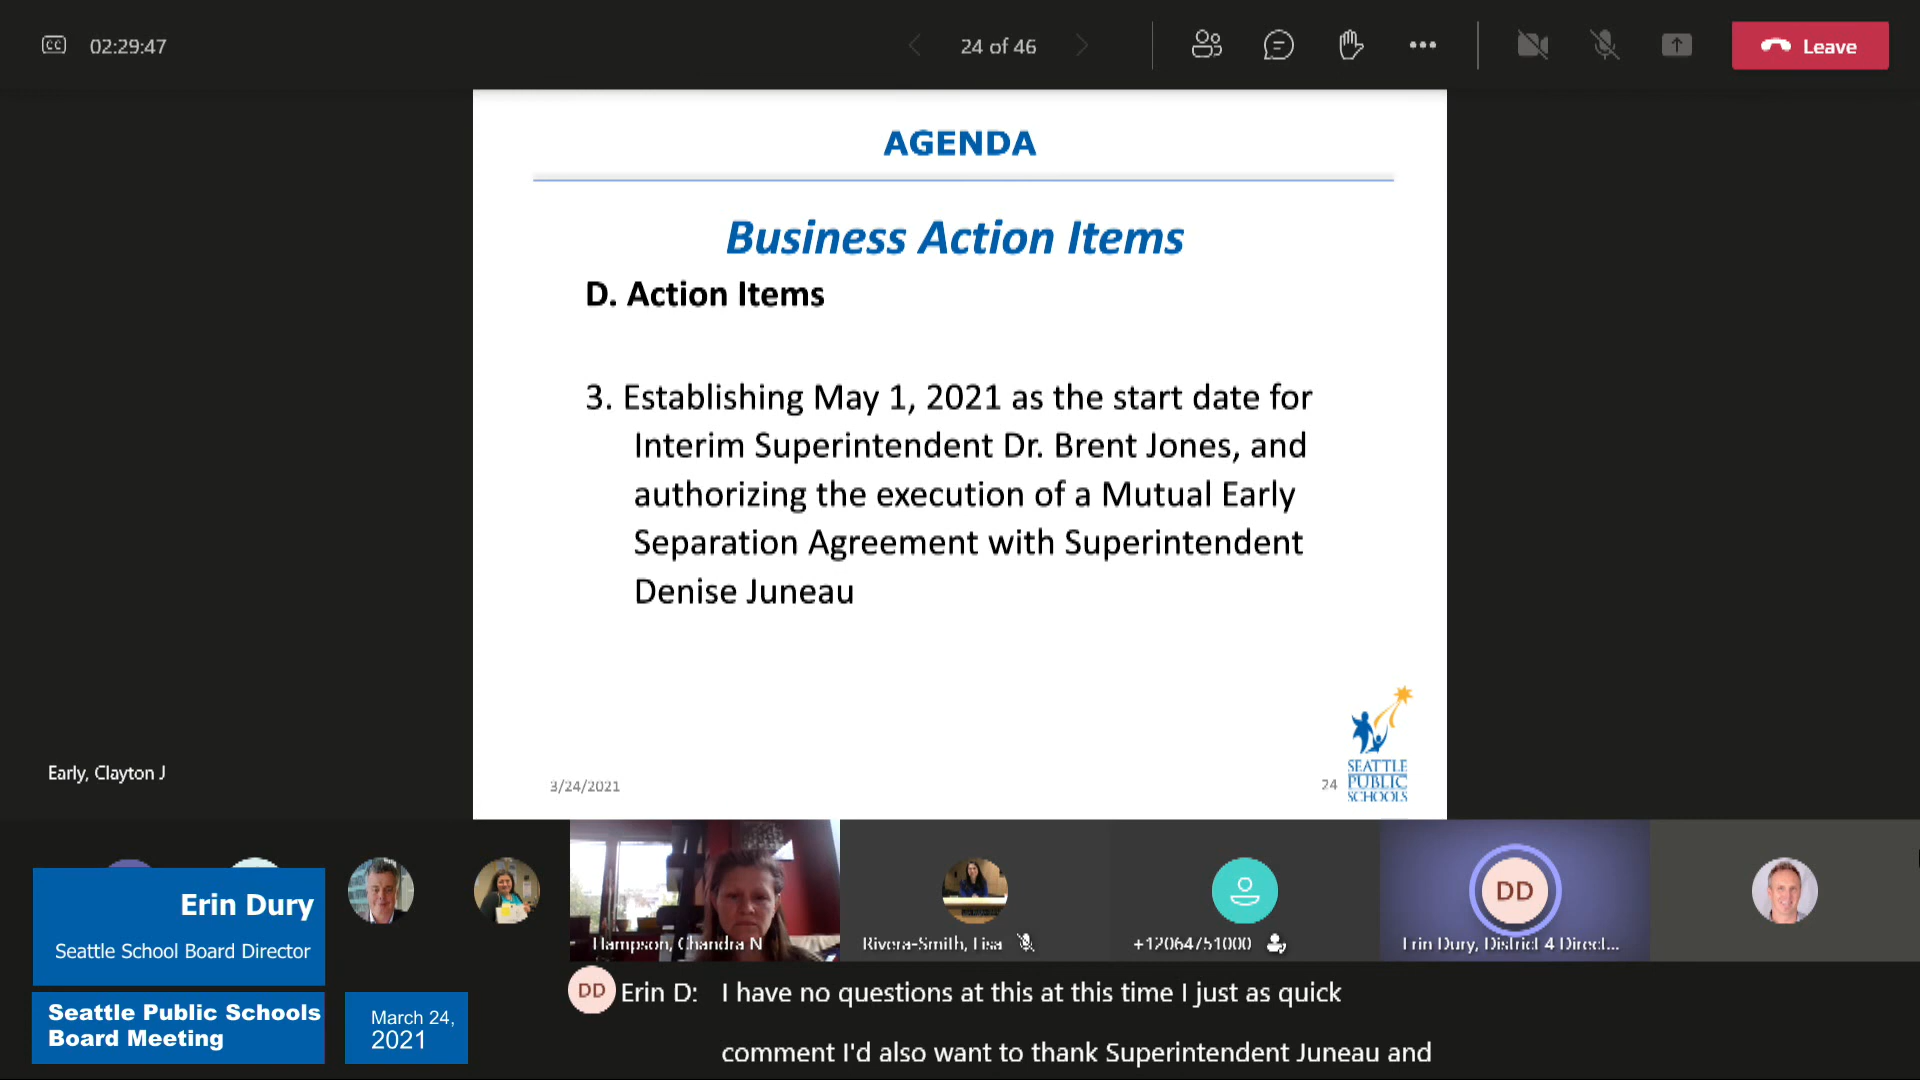 CC 02:29:47
24 of 46
Leave
AGENDA
Business Action Items
D. Action Items
3. Establishing May 1, 2021 as the start date for
Interim Superintendent Dr. Brent Jones, and
authorizing the execution of a Mutual Early
Separation Agreement with Superintendent
Denise Juneau
Early, Clayton J
3/24/2021
24
SEATTLE
PUBLIC
SCHOOLS
Erin Dury
Seattle School Board Director
Seattle Public Schools
Board Meeting
March 24,
2021
Hampson, Chandra N
Rivera-Smith, Lisa
+12064751000
DD
Erin Dury, District 4 Direct...
DD Erin D: I have no questions at this at this time I just as quick
comment I'd also want to thank Superintendent Juneau and